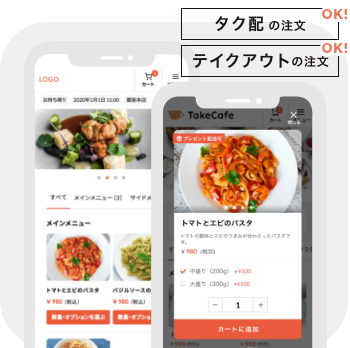 タク配 の注文
OK!
テイクアウトの注文
OK!
LOGO
カート
お持ち帰り 2020年1月1日 11:00 銀座本店
すべて メインメニュー(3) サイドメ
メインメニュー
トマトとエビのパスタ
¥ 980 (税込)
数量・オプションを選ぶ
バジルソースの
¥ 980 (税込)
数量・オプション
TakeCafe
カート
閉じる
プレゼント配送可
トマトとエビのパスタ
トマトの酸味とエビのうまみが合わさったパスタです。
¥ 980 (税別)
中盛り (200g) +¥100
大盛り (300g) +¥100
− 1 +
カートに追加